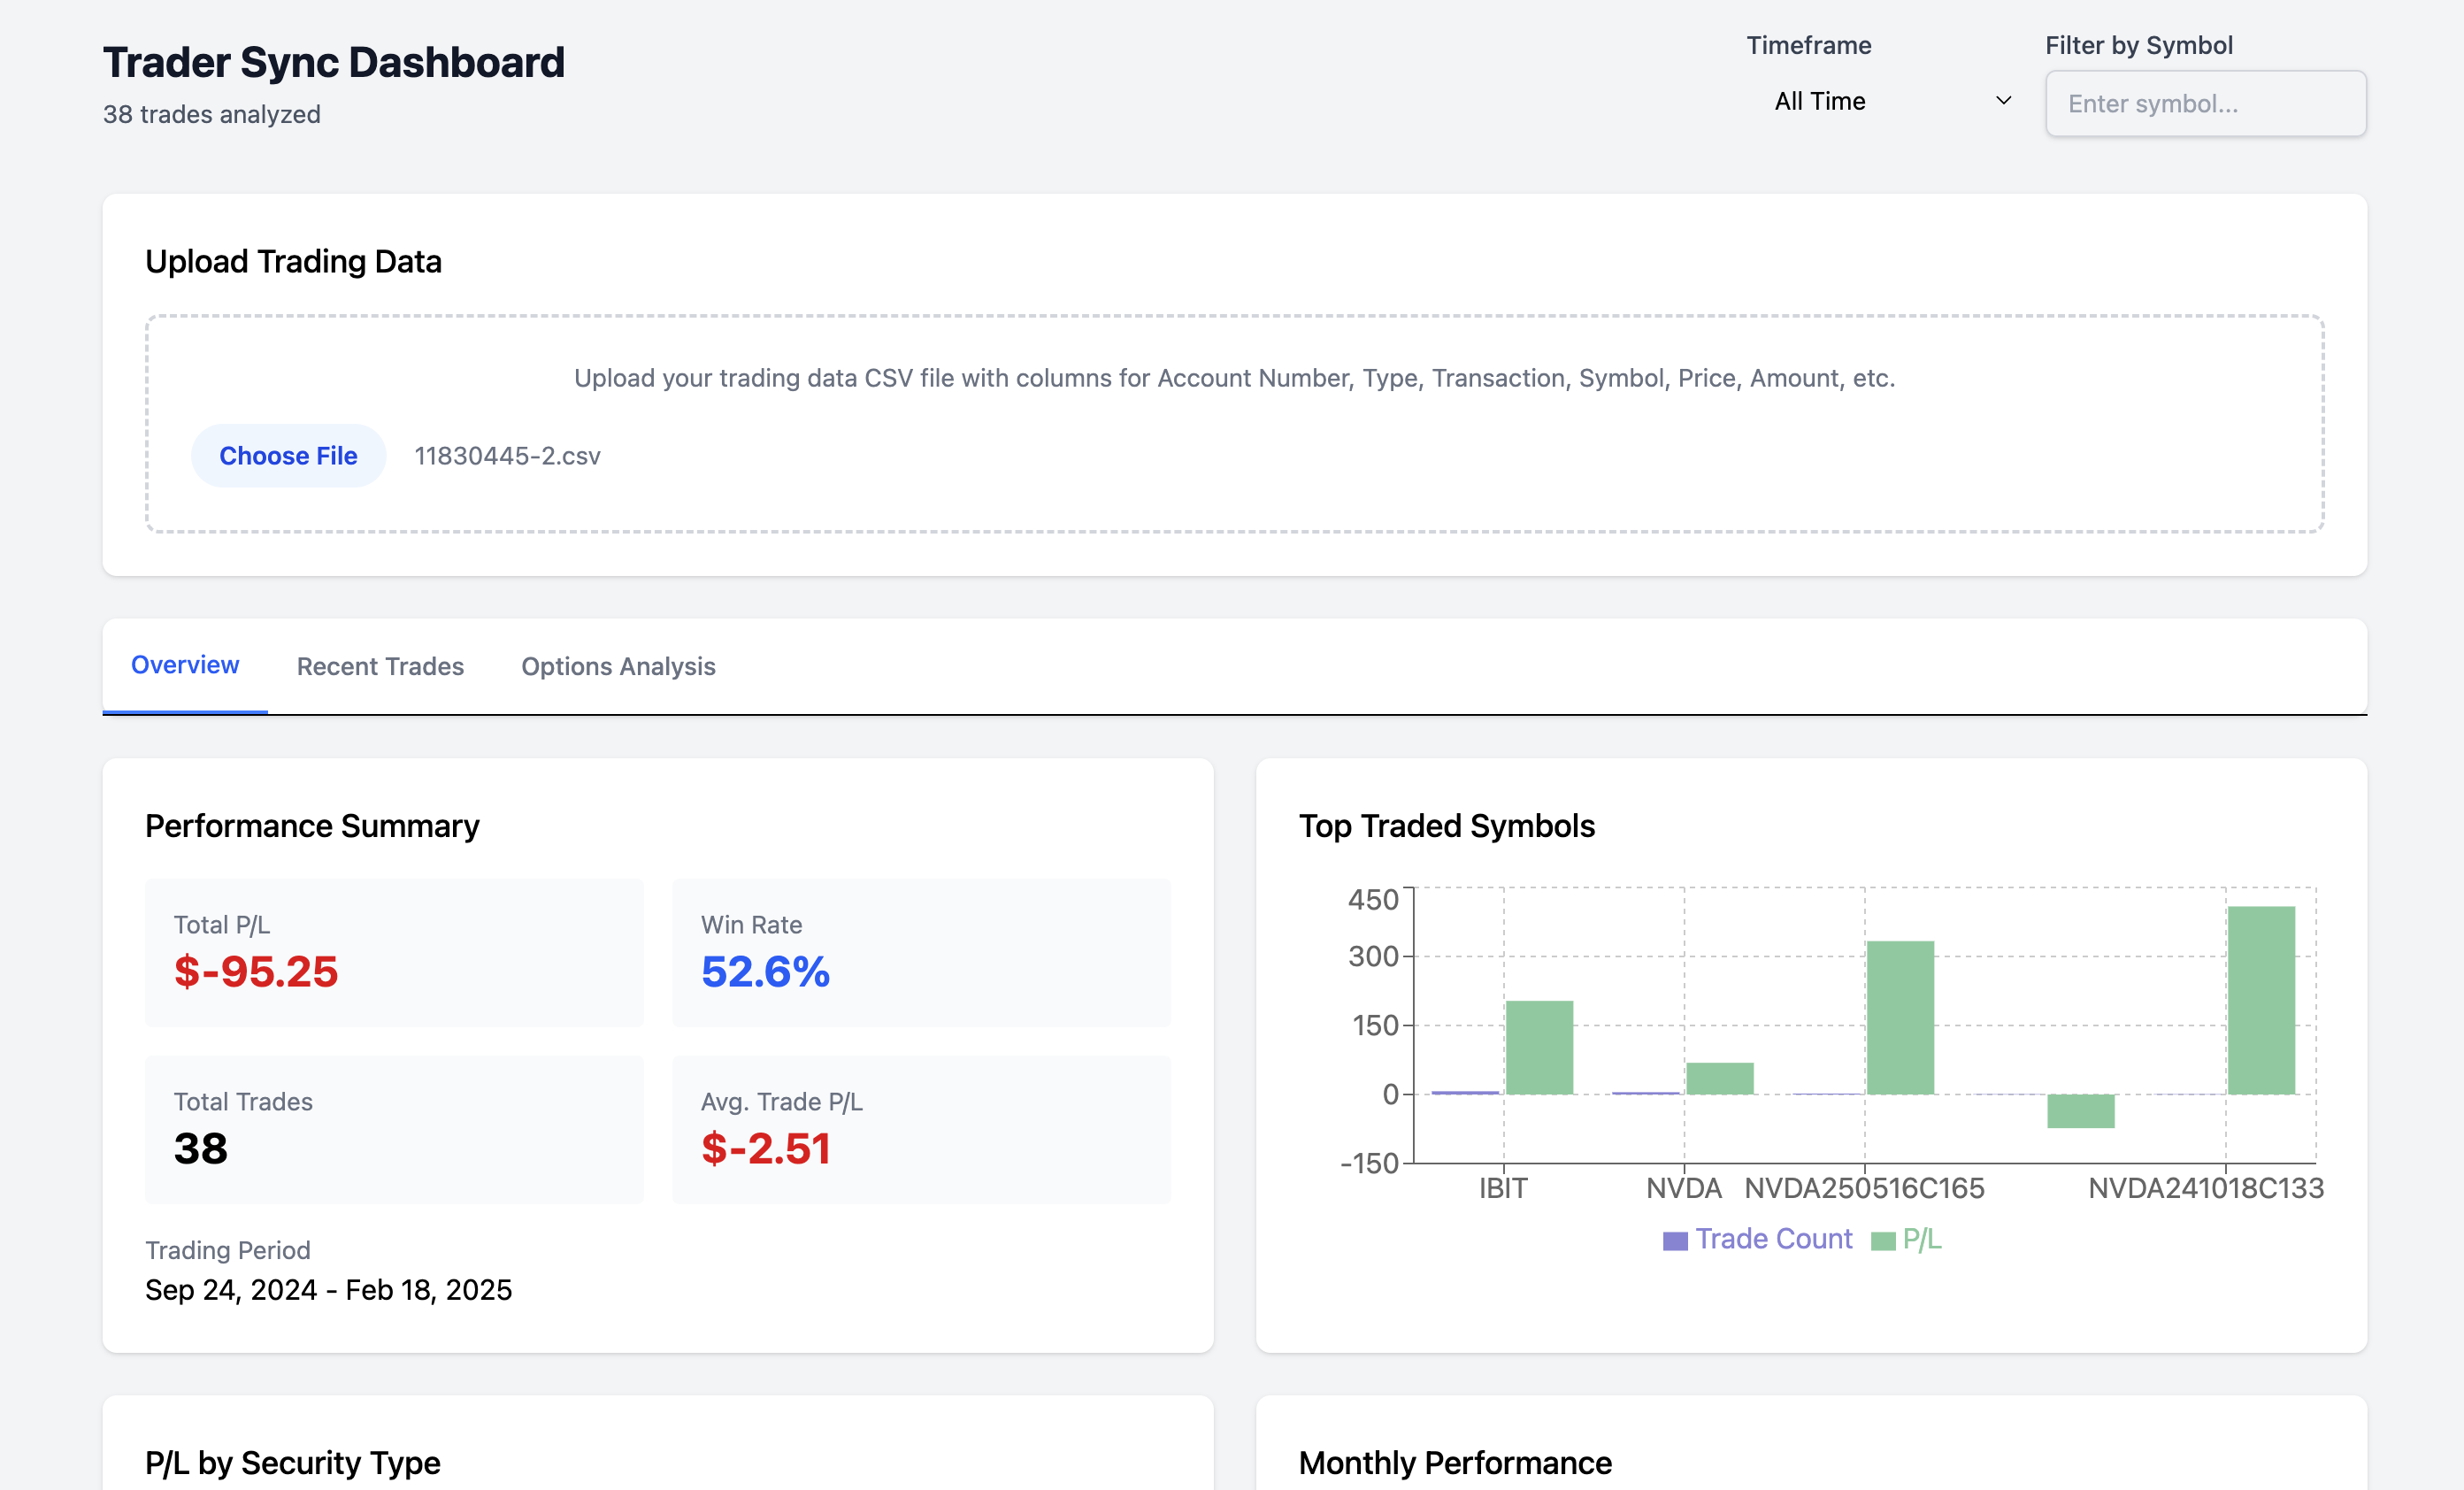 Trader Sync Dashboard
38 trades analyzed
Timeframe
All Time
Filter by Symbol
Enter symbol...
Upload Trading Data
Upload your trading data CSV file with columns for Account Number, Type, Transaction, Symbol, Price, Amount, etc.
Choose File
11830445-2.csv
Overview
Recent Trades
Options Analysis
Performance Summary
Total P/L
$-95.25
Win Rate
52.6%
Total Trades
38
Avg. Trade P/L
$-2.51
Trading Period
Sep 24, 2024 - Feb 18, 2025
Top Traded Symbols
450
300
150
0
-150
IBIT
NVDA
NVDA250516C165
NVDA241018C133
Trade Count
P/L
P/L by Security Type
Monthly Performance